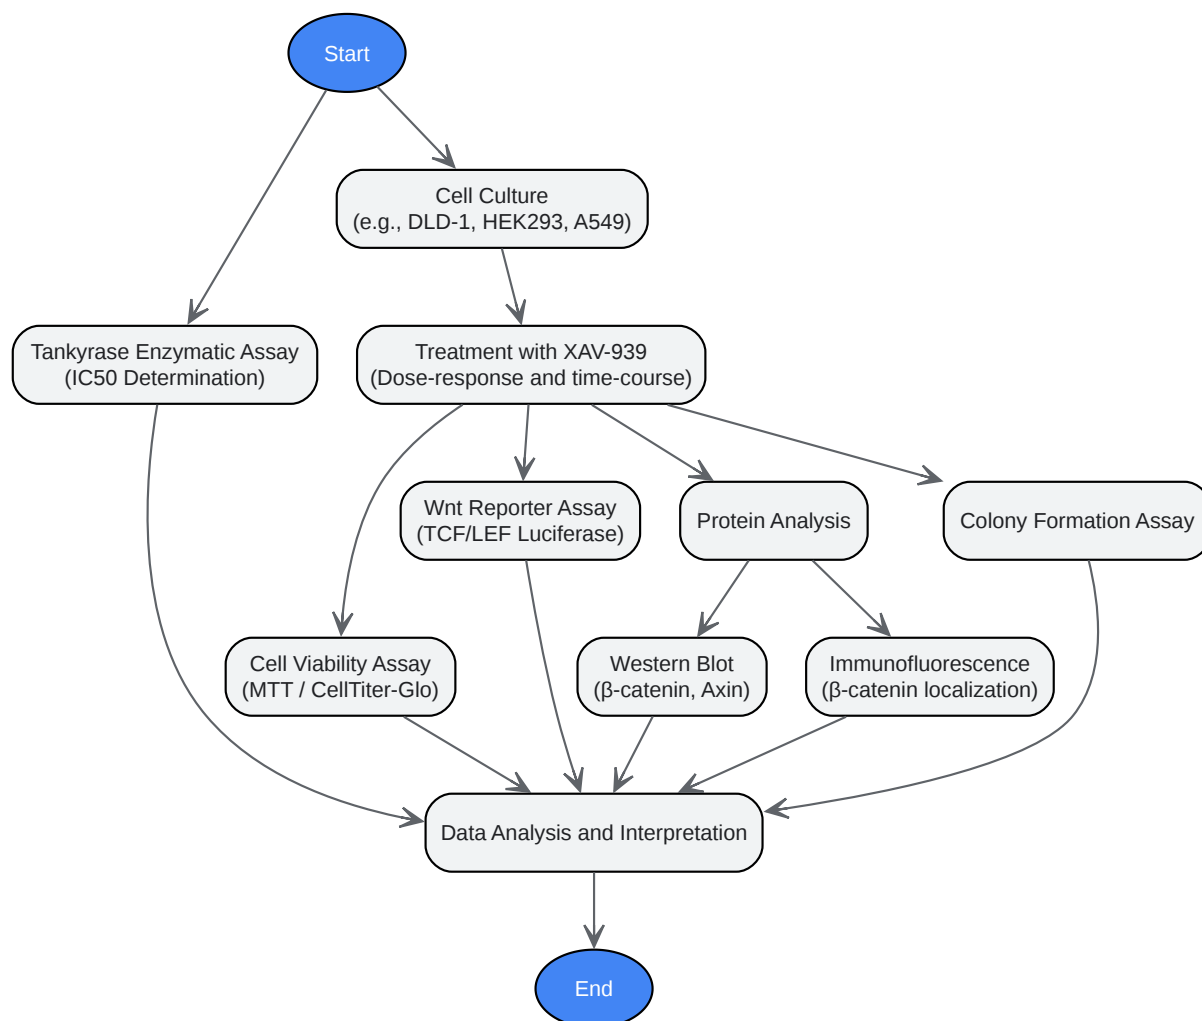 Start
Cell Culture
(e.g., DLD-1, HEK293, A549)
Tankyrase Enzymatic Assay
(IC50 Determination)
Treatment with XAV-939
(Dose-response and time-course)
Wnt Reporter Assay
(TCF/LEF Luciferase)
Protein Analysis
Colony Formation Assay
Cell Viability Assay
(MTT / CellTiter-Glo)
Western Blot
(β-catenin, Axin)
Immunofluorescence
(β-catenin localization)
Data Analysis and Interpretation
End